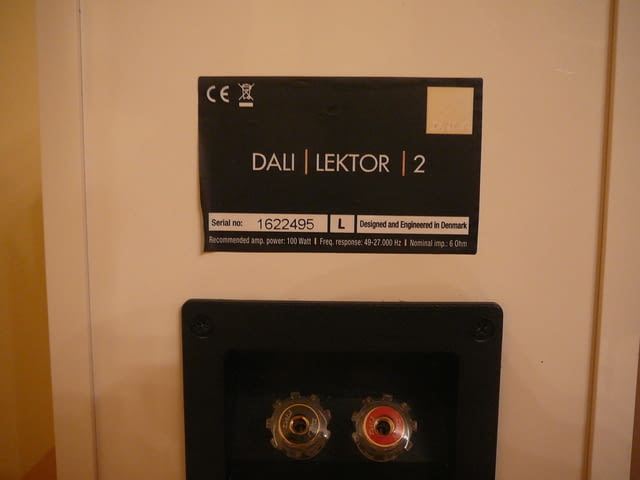 CE
DALI | LEKTOR | 2
Serial no: 1622495 L Designed and Engineered in Denmark
Recommended amp. power: 100 Watt | Freq. response: 49-27.000 Hz | Nominal imp.: 6 Ohm